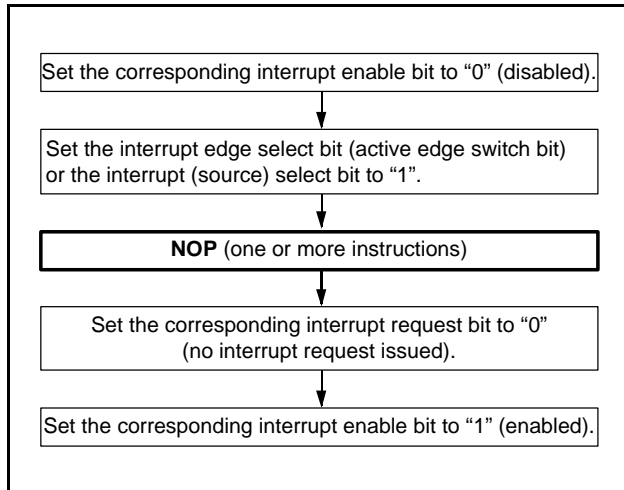 Set the corresponding interrupt enable bit to “0” (disabled).
Set the interrupt edge select bit (active edge switch bit)
or the interrupt (source) select bit to “1”.
NOP (one or more instructions)
Set the corresponding interrupt request bit to “0”
(no interrupt request issued).
Set the corresponding interrupt enable bit to “1” (enabled).